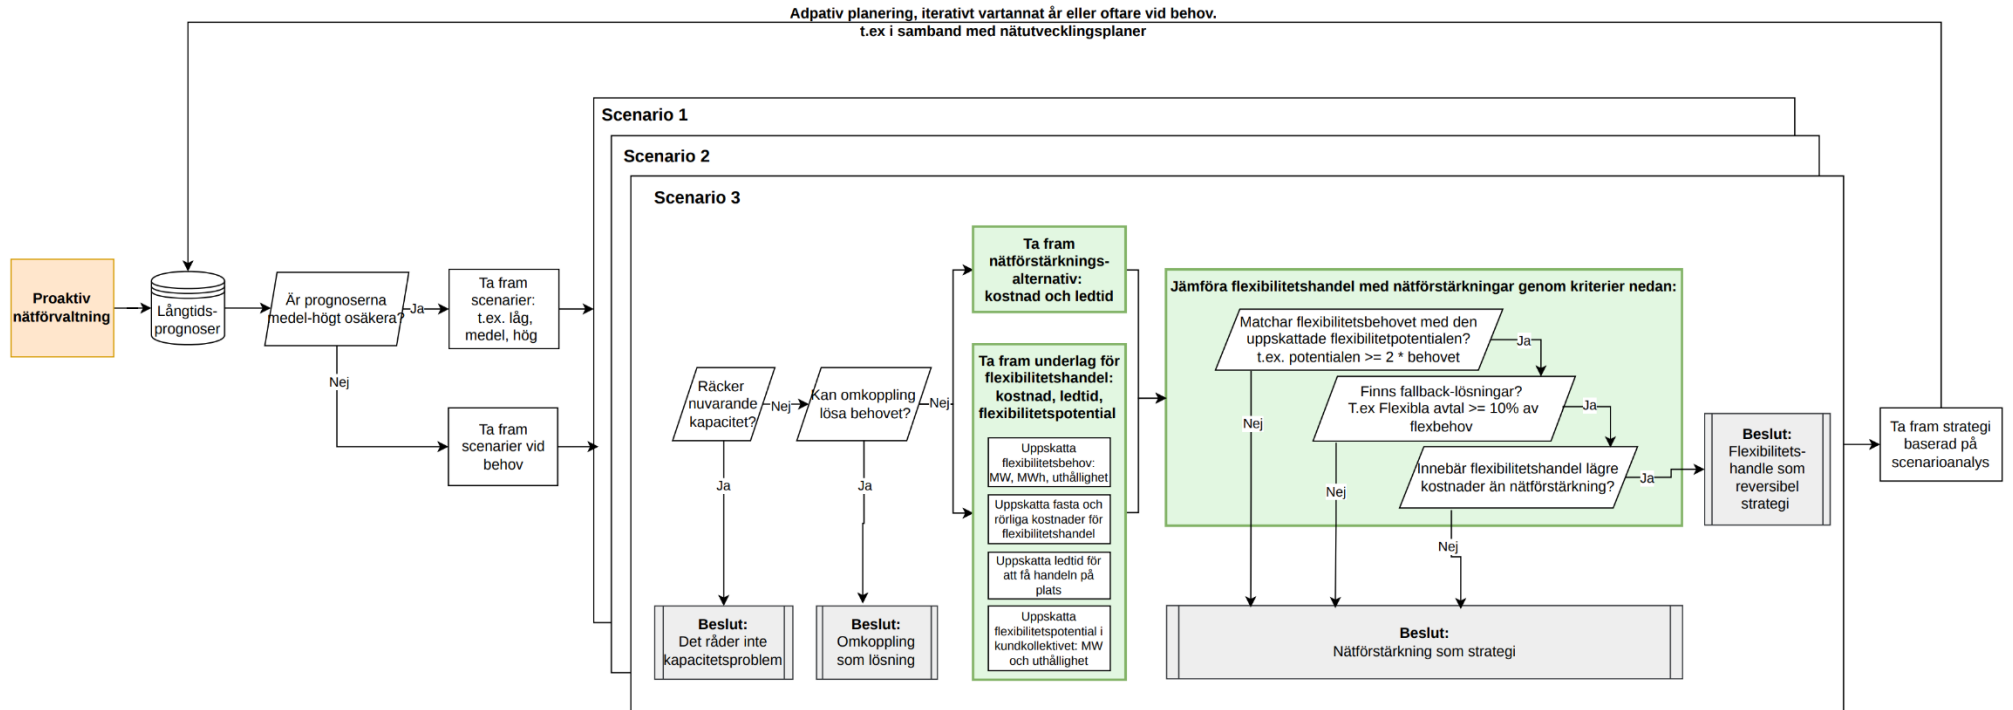 Adpativ planering, iterativt vartannat år eller oftare vid behov.
t.ex i samband med nätutvecklingsplaner
Proaktiv
nätförvaltning
Långtids-
prognoser
Är prognoserna
medel-högt osäkera?
Ja
Nej
Ta fram
scenarier:
t.ex. låg,
medel, hög
Ta fram
scenarier vid
behov
Scenario 1
Scenario 2
Scenario 3
Räcker
nuvarande
kapacitet?
Nej
Ja
Beslut:
Det råder inte
kapacitetsproblem
Kan omkoppling
lösa behovet?
Nej
Ja
Beslut:
Omkoppling
som lösning
Ta fram
nätförstärknings-
alternativ:
kostnad och ledtid
Ta fram underlag för
flexibilitetshandel:
kostnad, ledtid,
flexibilitetspotential
Uppskatta
flexibilitetsbehov:
MW, MWh, uthållighet
Uppskatta fasta och
rörliga kostnader för
flexibilitetshandel
Uppskatta ledtid för
att få handeln på
plats
Uppskatta
flexibilitetspotential i
kundkollektivet: MW
och uthållighet
Jämföra flexibilitetshandel med nätförstärkningar genom kriterier nedan:
Matchar flexibilitetsbehovet med den
uppskattade flexibilitetpotentialen?
t.ex. potentialen >= 2 * behovet
Ja
Nej
Finns fallback-lösningar?
T.ex Flexibla avtal >= 10% av
flexbehov
Ja
Nej
Innebär flexibilitetshandel lägre
kostnader än nätförstärkning?
Ja
Nej
Beslut:
Nätförstärkning som strategi
Beslut:
Flexibilitets-
handle som
reversibel
strategi
Ta fram strategi
baserad på
scenarioanalys